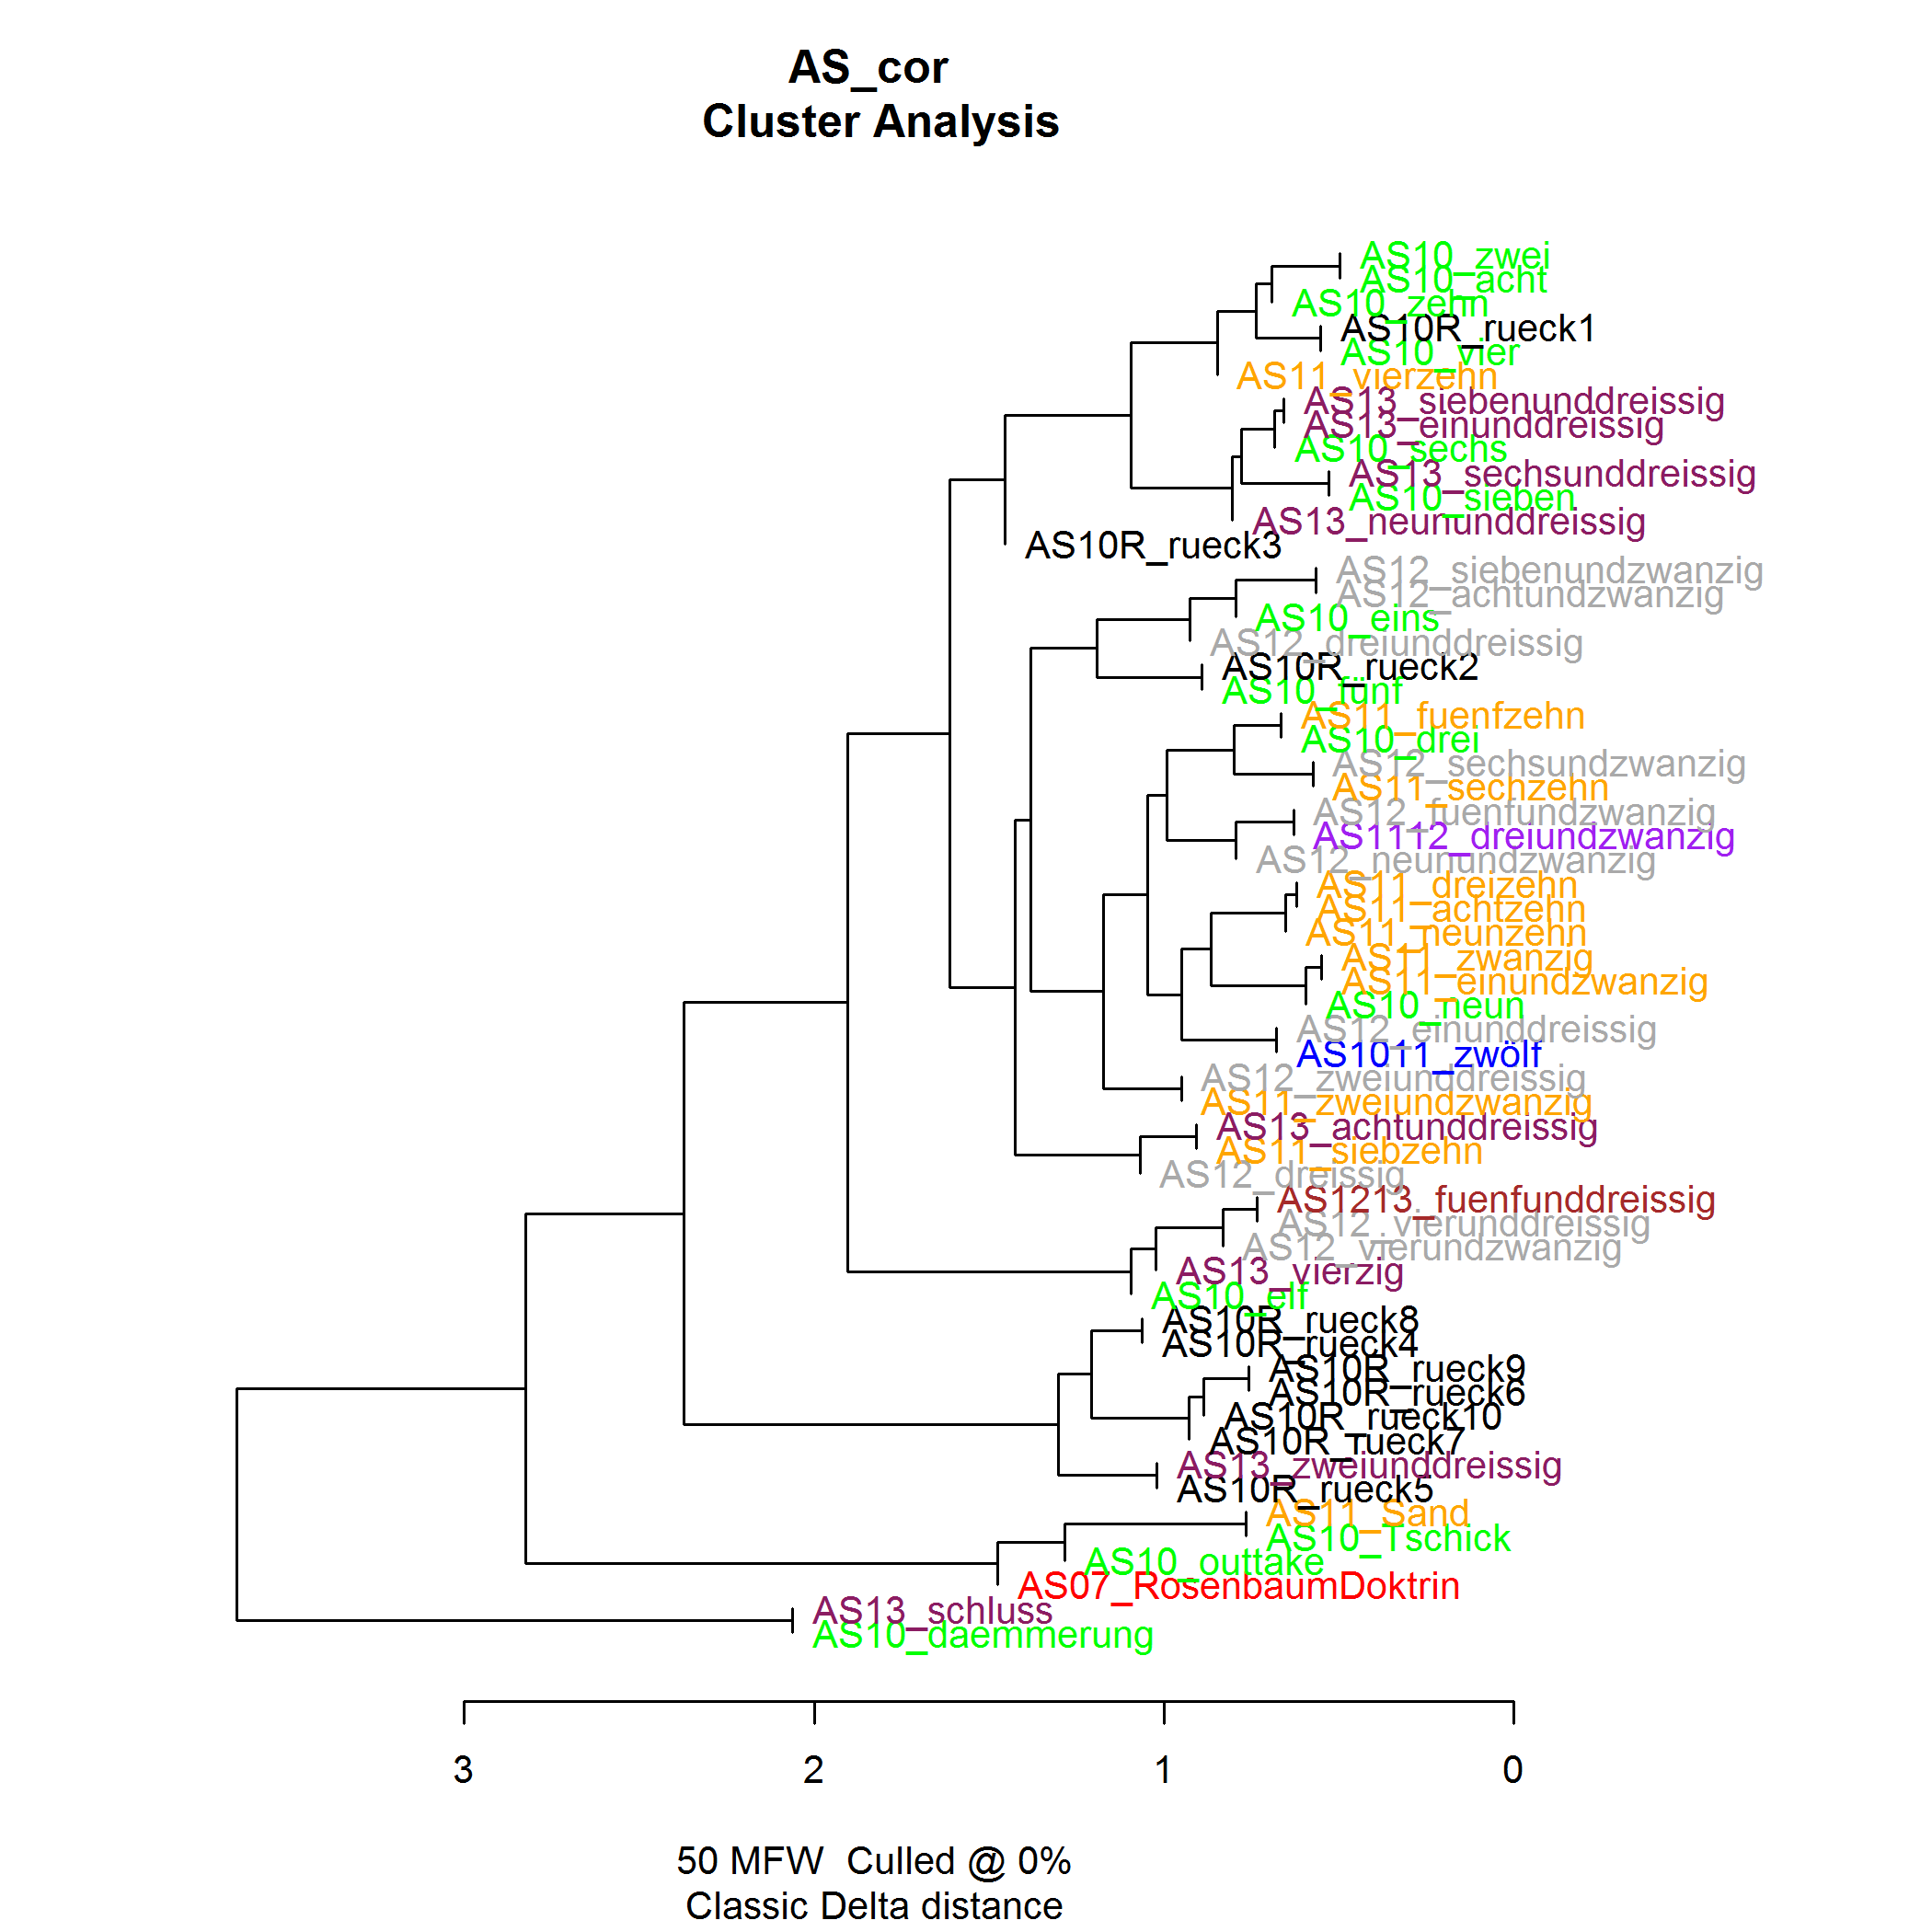 AS_cor
Cluster Analysis
AS10_zwei
AS10_acht
AS10_zehn
AS10R_rueck1
AS10_vier
AS11_vierzehn
AS13_siebenunddreissig
AS13_einunddreissig
AS10_sechs
AS13_sechsunddreissig
AS10_sieben
AS13_neununddreissig
AS10R_rueck3
AS12_siebenundzwanzig
AS12_achtundzwanzig
AS10_eins
AS12_dreiunddreissig
AS10R_rueck2
AS10_fünf
AS11_fuenfzehn
AS10_drei
AS12_sechsundzwanzig
AS11_sechzehn
AS12_fuenfundzwanzig
AS1112_dreiundzwanzig
AS12_neunundzwanzig
AS11_dreizehn
AS11_achtzehn
AS11_neunzehn
AS11_zwanzig
AS11_einundzwanzig
AS10_neun
AS12_einunddreissig
AS1011_zwölf
AS12_zweiunddreissig
AS11_zweiundzwanzig
AS13_achtunddreissig
AS11_siebzehn
AS12_dreissig
AS1213_fuenfunddreissig
AS12_vierunddreissig
AS12_vierundzwanzig
AS13_vierzig
AS10_elf
AS10R_rueck8
AS10R_rueck4
AS10R_rueck9
AS10R_rueck6
AS10R_rueck10
AS10R_rueck7
AS13_zweiunddreissig
AS10R_rueck5
AS11_Sand
AS10_Tschick
AS10_outtake
AS07_RosenbaumDoktrin
AS13_schluss
AS10_daemmerung
3 2 1 0
50 MFW Culled @ 0%
Classic Delta distance